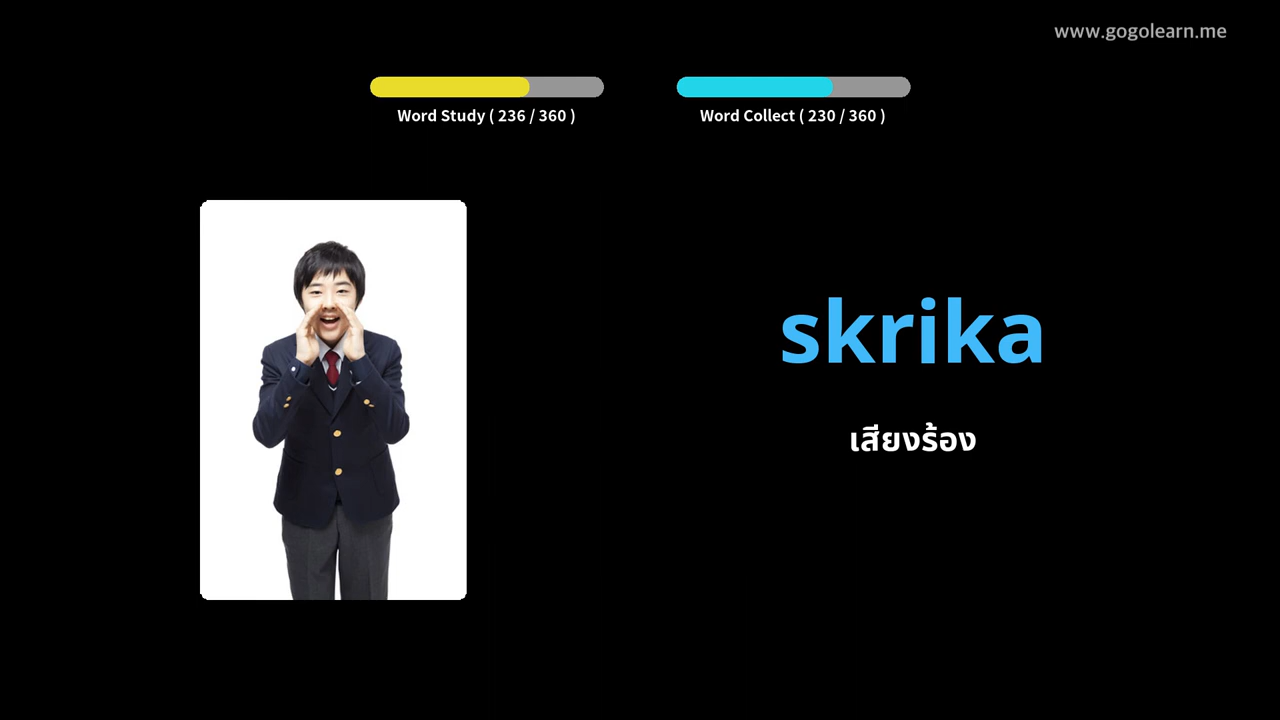 www.gogolearn.me
Word Study ( 236 / 360 )
Word Collect ( 230 / 360 )
skrika
เสียงร้อง